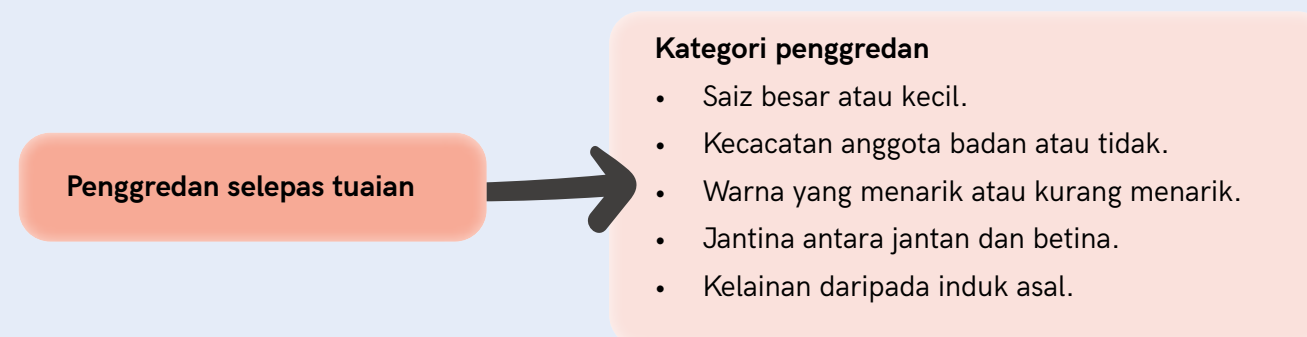 Penggredan selepas tuaian
Kategori penggredan
• Saiz besar atau kecil.
• Kecacatan anggota badan atau tidak.
• Warna yang menarik atau kurang menarik.
• Jantina antara jantan dan betina.
• Kelainan daripada induk asal.